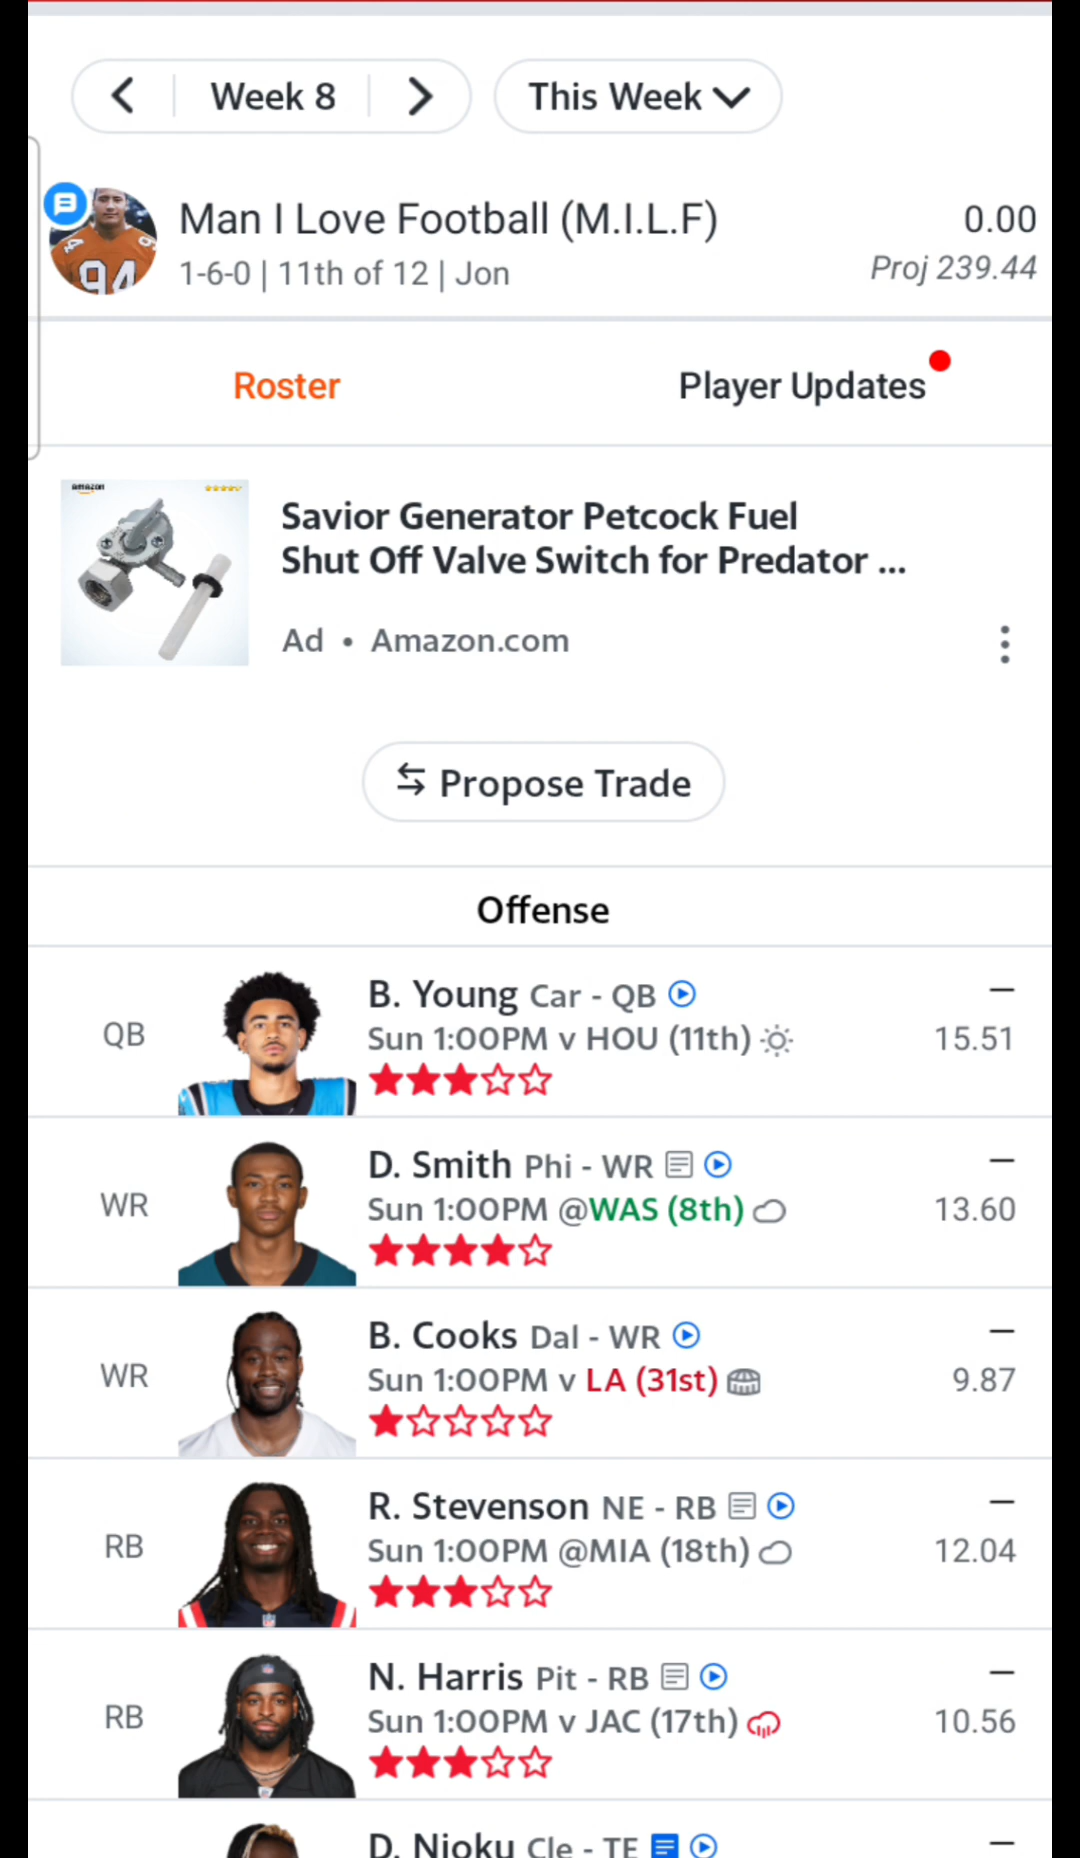 Week 8
This Week
Man I Love Football (M.I.L.F)
0.00
1-6-0 | 11th of 12 | Jon
Proj 239.44
94
Roster
Player Updates
amazon
Savior Generator Petcock Fuel
Shut Off Valve Switch for Predator ...
Ad • Amazon.com
Propose Trade
Offense
QB
B. Young Car - QB
–
Sun 1:00PM v HOU (11th)
15.51
WR
D. Smith Phi - WR
–
Sun 1:00PM @WAS (8th)
13.60
WR
B. Cooks Dal - WR
–
Sun 1:00PM v LA (31st)
9.87
RB
R. Stevenson NE - RB
–
Sun 1:00PM @MIA (18th)
12.04
RB
N. Harris Pit - RB
–
Sun 1:00PM v JAC (17th)
10.56
D. Njoku Cle - TE
–